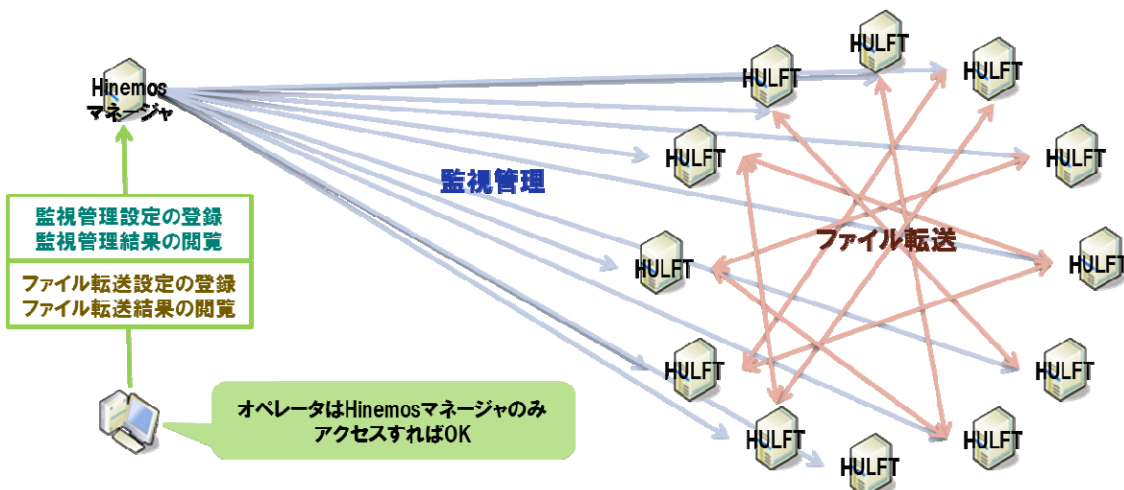 HULFT
HULFT
HULFT
Hinemos
マネージャ
HULFT
HULFT
監視管理
監視管理設定の登録
監視管理結果の閲覧
ファイル転送
HULFT
HULFT
ファイル転送設定の登録
ファイル転送結果の閲覧
HULFT
HULFT
オペレータはHinemosマネージャのみ
アクセスすればOK
HULFT
HULFT
HULFT